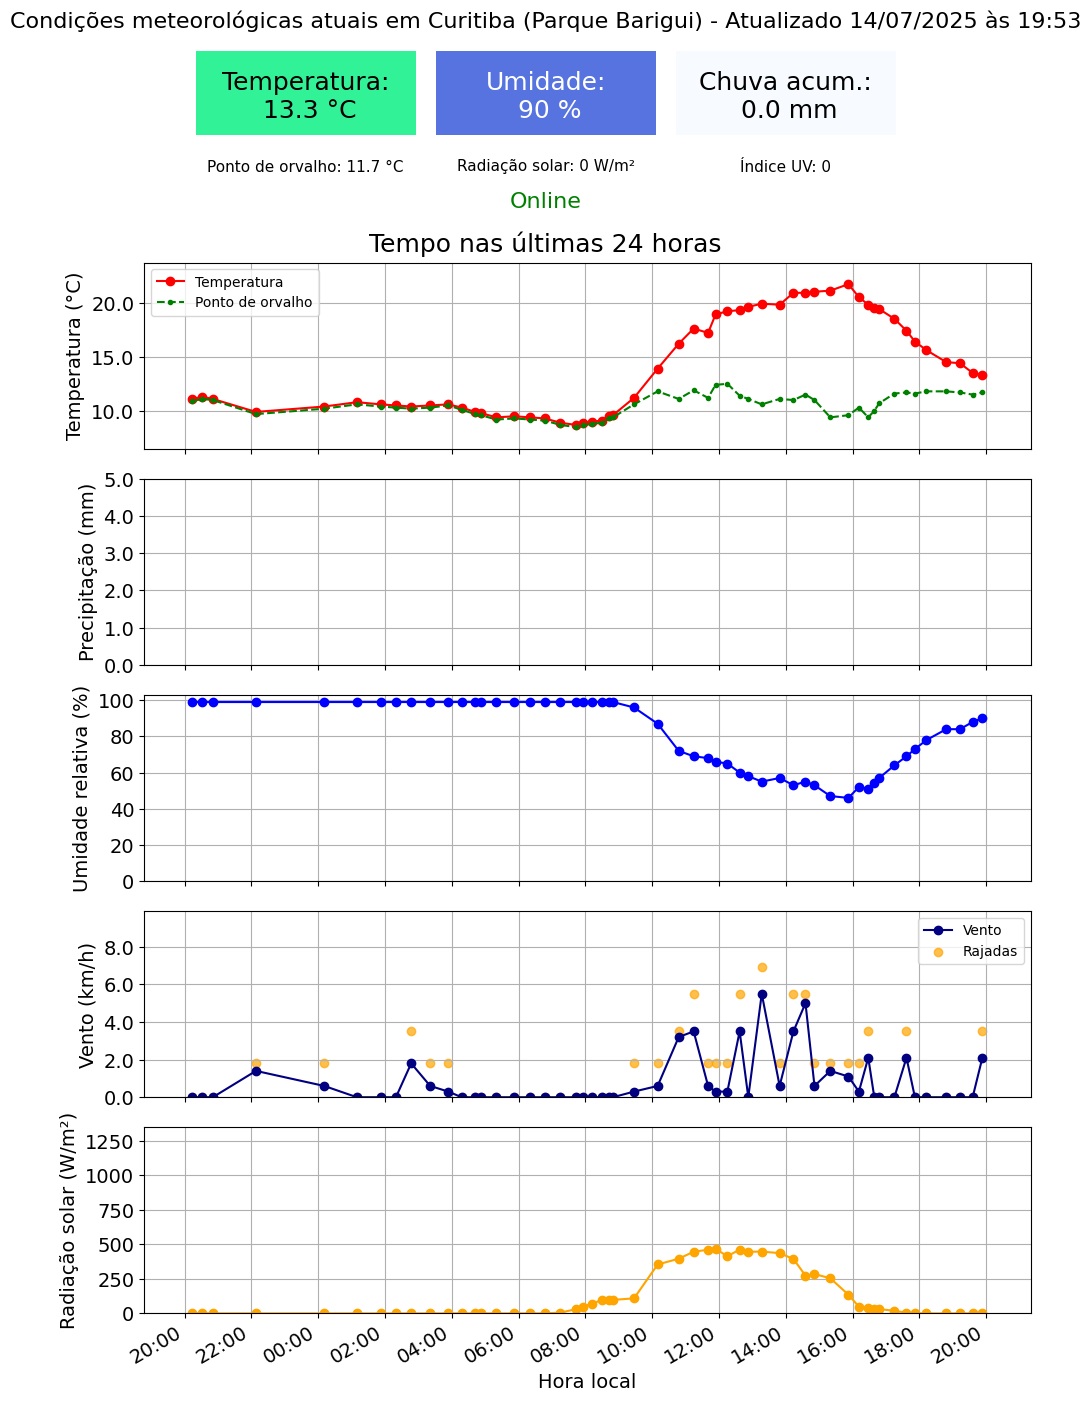 Condições meteorológicas atuais em Curitiba (Parque Barigui) - Atualizado 14/07/2025 às 19:53
Temperatura:
13.3 °C
Umidade:
90 %
Chuva acum.:
0.0 mm
Ponto de orvalho: 11.7 °C
Radiação solar: 0 W/m²
Índice UV: 0
Online
Tempo nas últimas 24 horas
Temperatura (°C)
20.0
15.0
10.0
Temperatura
Ponto de orvalho
Precipitação (mm)
5.0
4.0
3.0
2.0
1.0
0.0
Umidade relativa (%)
100
80
60
40
20
0
Vento (km/h)
8.0
6.0
4.0
2.0
0.0
Vento
Rajadas
Radiação solar (W/m²)
1250
1000
750
500
250
0
20:00
22:00
00:00
02:00
04:00
06:00
08:00
10:00
12:00
14:00
16:00
18:00
20:00
Hora local